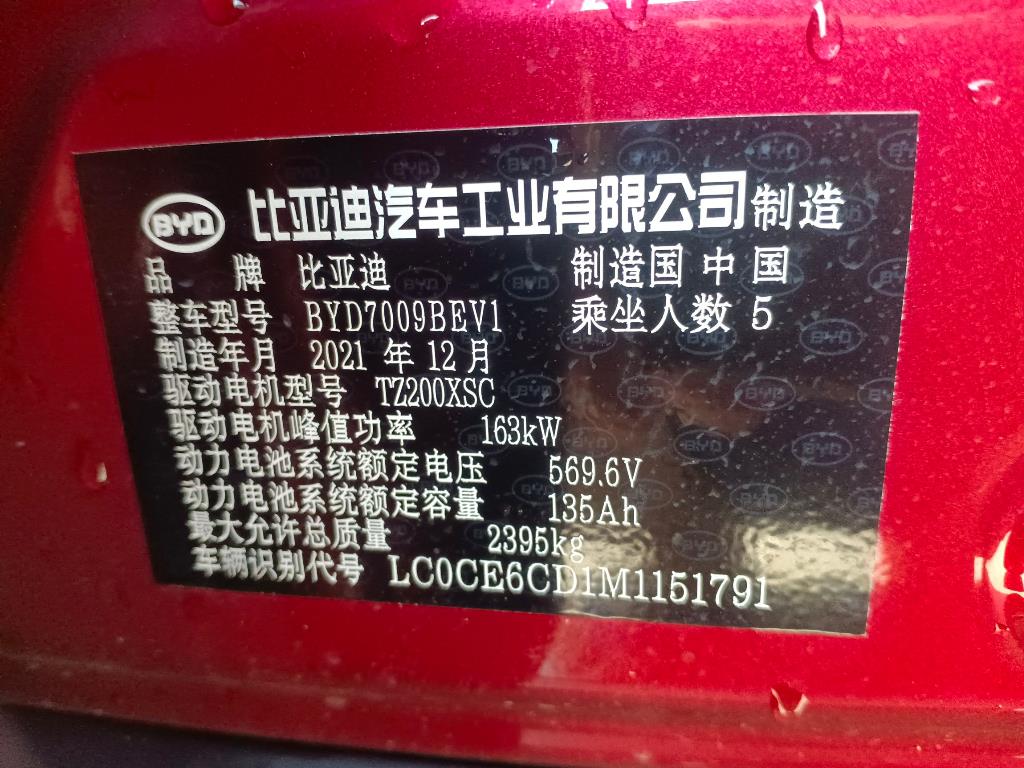 BYD 比亚迪汽车工业有限公司制造
品牌 比亚迪 制造国 中国
整车型号 BYD7009BEV1 乘坐人数 5
制造年月 2021 年 12 月
驱动电机型号 TZ200XSC
驱动电机峰值功率 163kW
动力电池系统额定电压 569.6V
动力电池系统额定容量 135Ah
最大允许总质量 2395kg
车辆识别代号 LC0CE6CD1M1151791